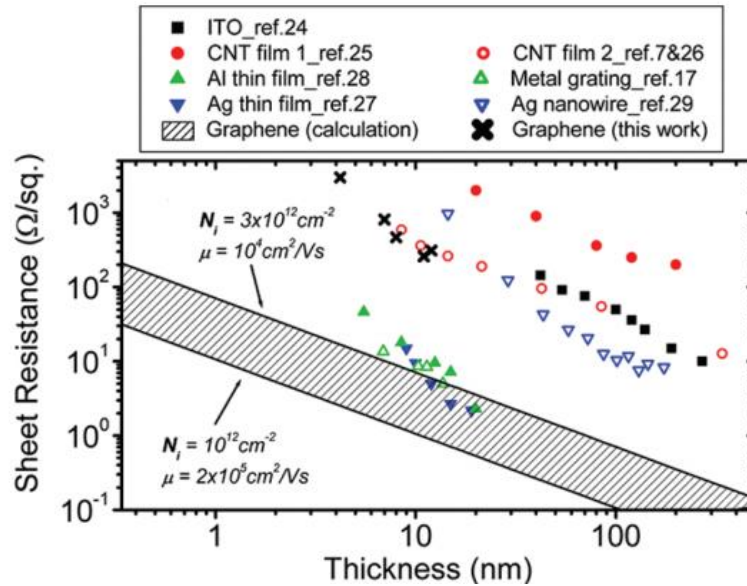 ITO_ref.24
CNT film 1_ref.25 CNT film 2_ref.7&26
Al thin film_ref.28 Metal grating_ref.17
Ag thin film_ref.27 Ag nanowire_ref.29
Graphene (calculation) Graphene (this work)
Sheet Resistance (Ω/sq.)
10³
10²
10¹
10⁰
10⁻¹
Nᵢ = 3x10¹²cm⁻²
μ = 10⁴cm²/Vs
Nᵢ = 10¹²cm⁻²
μ = 2x10⁵cm²/Vs
1 10 100
Thickness (nm)